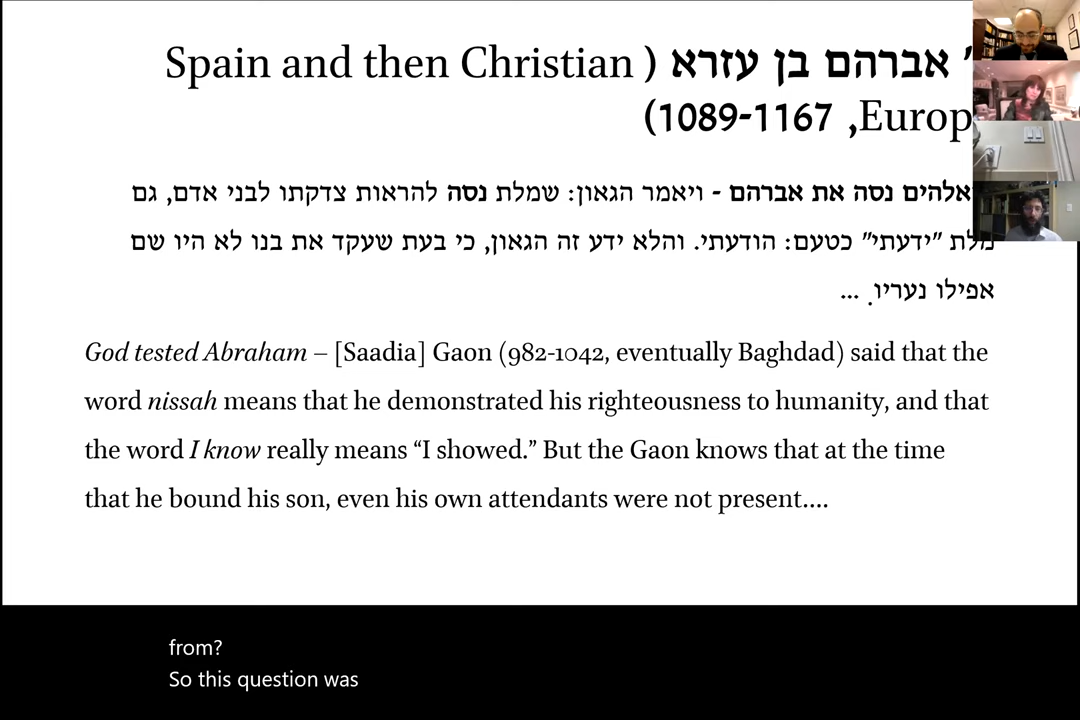 אברהם בן עזרא ( Spain and then Christian
Europ, 1089-1167)
נסה את אברהם - ויאמר הגאון: שמלת נסה להראות צדקתו לבני אדם, גם
מלת "ידעתי" כטעם: הודעתי. והלא ידע זה הגאון, כי בעת שעקד את בנו לא היו שם
אפילו נעריו. ...
God tested Abraham – [Saadia] Gaon (982-1042, eventually Baghdad) said that the
word nissah means that he demonstrated his righteousness to humanity, and that
the word I know really means “I showed.” But the Gaon knows that at the time
that he bound his son, even his own attendants were not present….
from?
So this question was